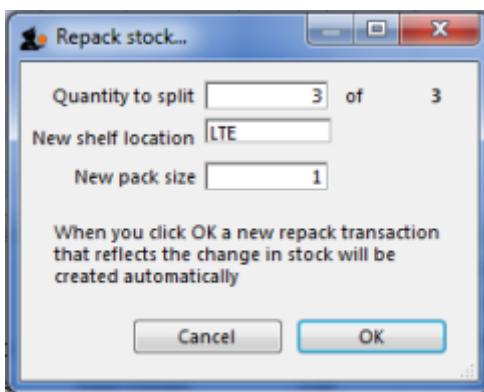 Repack stock...
Quantity to split 3 of 3
New shelf location LTE
New pack size 1
When you click OK a new repack transaction
that reflects the change in stock will be
created automatically
Cancel OK